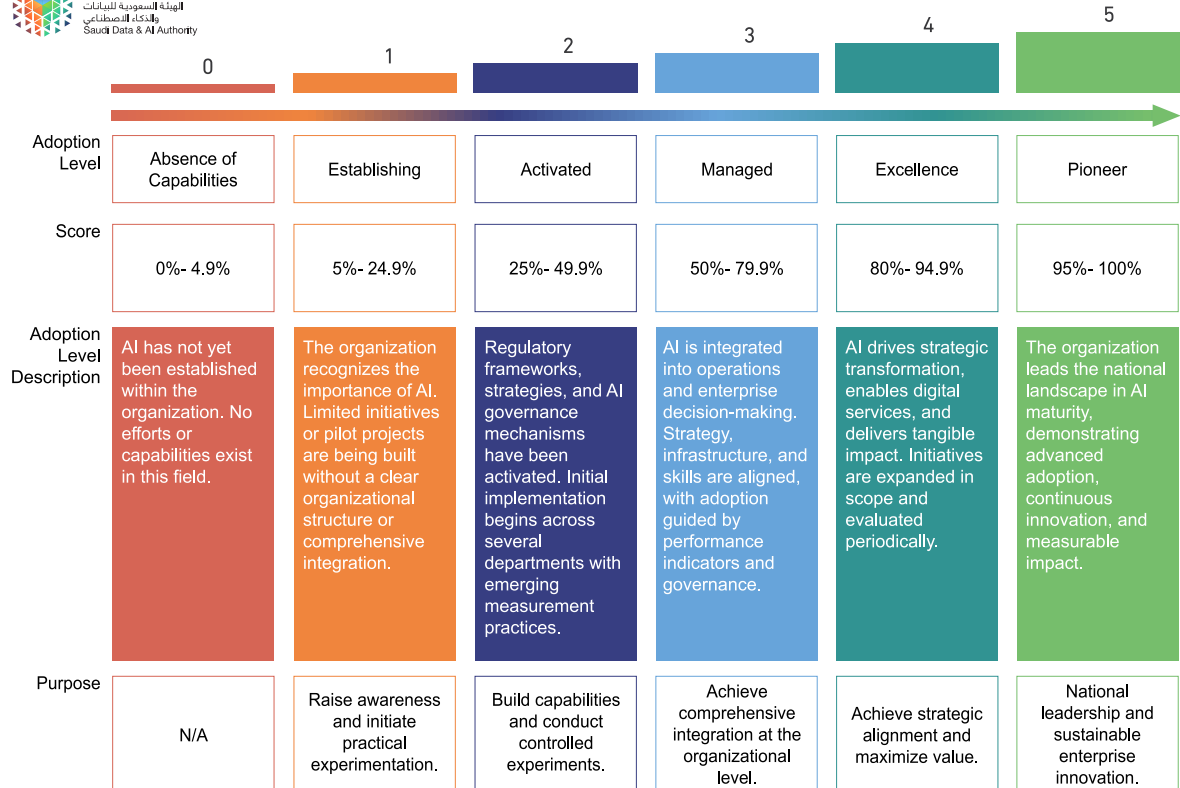 الهيئة السعودية للبيانات
والذكاء الاصطناعي
Saudi Data & AI Authority
0
1
2
3
4
5
Adoption
Level
Absence of
Capabilities
Establishing
Activated
Managed
Excellence
Pioneer
Score
0%- 4.9%
5%- 24.9%
25%- 49.9%
50%- 79.9%
80%- 94.9%
95%- 100%
Adoption
Level
Description
AI has not yet
been established
within the
organization. No
efforts or
capabilities exist
in this field.
The organization
recognizes the
importance of AI.
Limited initiatives
or pilot projects
are being built
without a clear
organizational
structure or
comprehensive
integration.
Regulatory
frameworks,
strategies, and AI
governance
mechanisms
have been
activated. Initial
implementation
begins across
several
departments with
emerging
measurement
practices.
AI is integrated
into operations
and enterprise
decision-making.
Strategy,
infrastructure, and
skills are aligned,
with adoption
guided by
performance
indicators and
governance.
AI drives strategic
transformation,
enables digital
services, and
delivers tangible
impact. Initiatives
are expanded in
scope and
evaluated
periodically.
The organization
leads the national
landscape in AI
maturity,
demonstrating
advanced
adoption,
continuous
innovation, and
measurable
impact.
Purpose
N/A
Raise awareness
and initiate
practical
experimentation.
Build capabilities
and conduct
controlled
experiments.
Achieve
comprehensive
integration at the
organizational
level.
Achieve strategic
alignment and
maximize value.
National
leadership and
sustainable
enterprise
innovation.